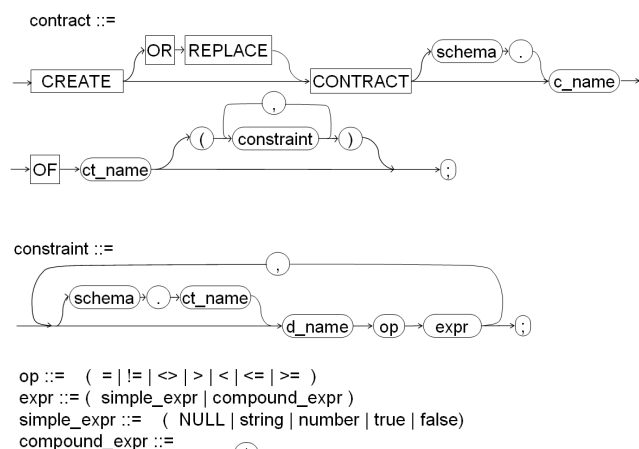 contract ::=
OR REPLACE
schema .
CREATE CONTRACT c_name
,
( constraint )
OF ct_name ;
constraint ::=
,
schema . ct_name
d_name op expr ;
op ::= ( = | != | <> | > | < | <= | >= )
expr ::= ( simple_expr | compound_expr )
simple_expr ::= ( NULL | string | number | true | false)
compound_expr ::=